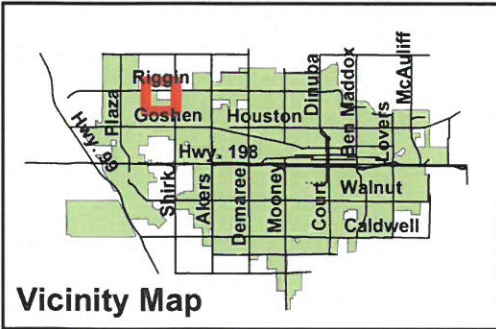 Riggin
Plaza
Goshen
Houston
Dinuba
Ben Maddox
Lovers
McAuliff
Hwy. 99
Hwy. 198
Shirk
Akers
Demaree
Mooney
Court
Walnut
Caldwell
Vicinity Map